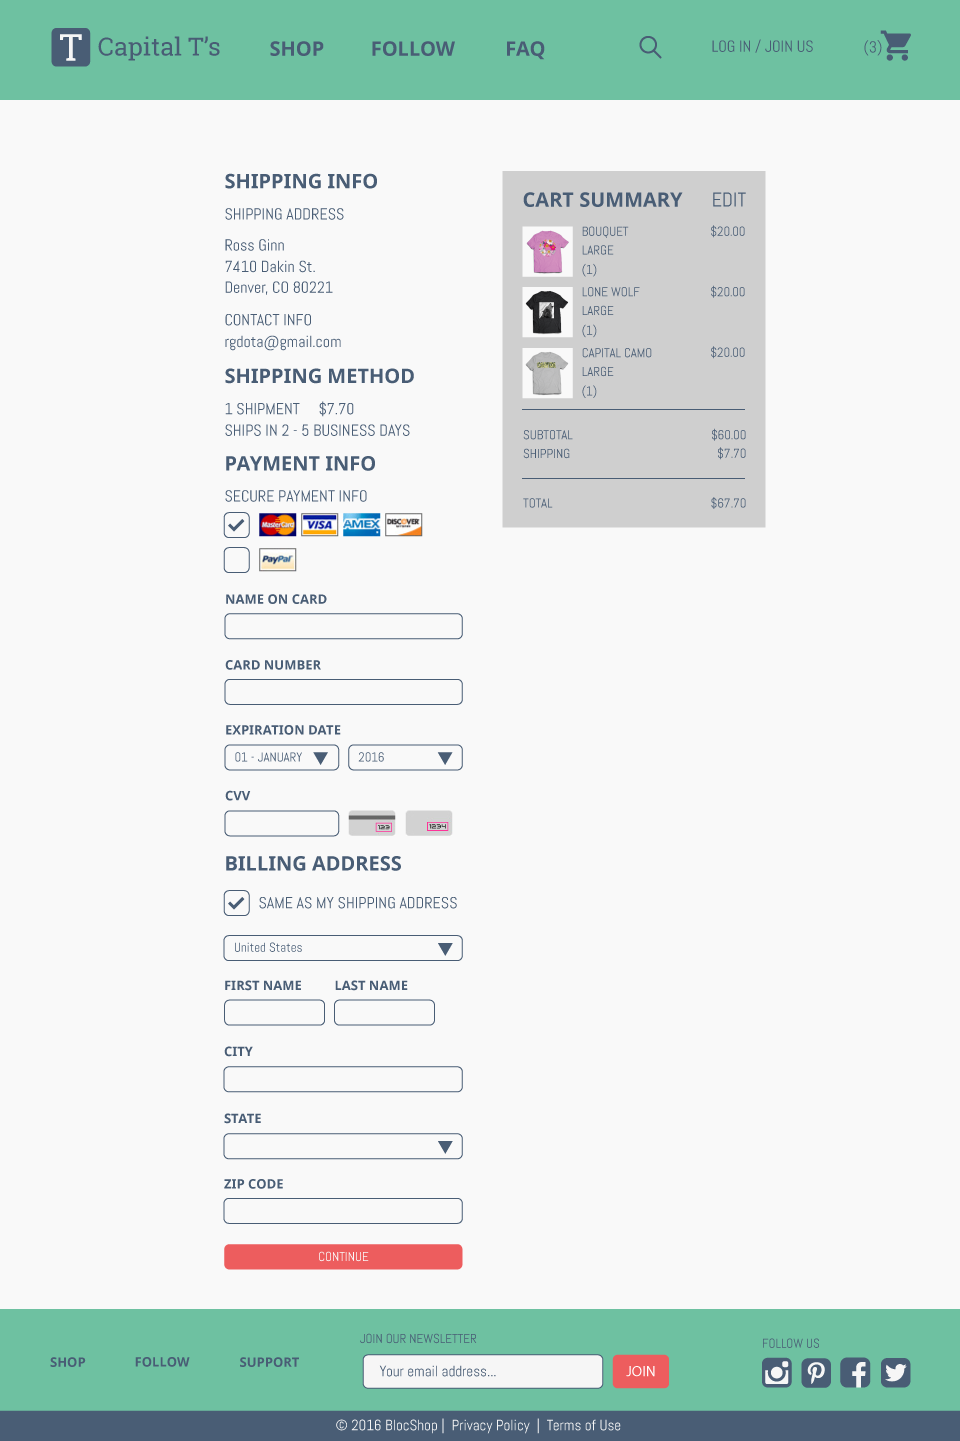 T Capital T's
SHOP
FOLLOW
FAQ
LOG IN / JOIN US
(3)
SHIPPING INFO
SHIPPING ADDRESS
Ross Ginn
7410 Dakin St.
Denver, CO 80221
CONTACT INFO
rgdota@gmail.com
SHIPPING METHOD
1 SHIPMENT $7.70
SHIPS IN 2 - 5 BUSINESS DAYS
PAYMENT INFO
SECURE PAYMENT INFO
MasterCard VISA AMEX DISCOVER
PayPal
NAME ON CARD
CARD NUMBER
EXPIRATION DATE
01 - JANUARY
2016
CVV
123
1234
BILLING ADDRESS
SAME AS MY SHIPPING ADDRESS
United States
FIRST NAME LAST NAME
CITY
STATE
ZIP CODE
CONTINUE
CART SUMMARY EDIT
BOUQUET $20.00
LARGE
(1)
LONE WOLF $20.00
LARGE
(1)
CAPITAL CAMO $20.00
LARGE
(1)
SUBTOTAL $60.00
SHIPPING $7.70
TOTAL $67.70
SHOP
FOLLOW
SUPPORT
JOIN OUR NEWSLETTER
Your email address...
JOIN
FOLLOW US
© 2016 BlocShop | Privacy Policy | Terms of Use